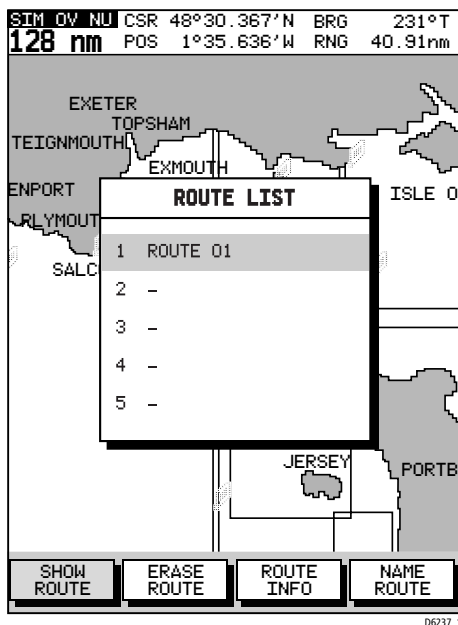 SIM OV NU CSR 48°30.367'N BRG 231°T
128 nm POS 1°35.636'W RNG 40.91nm
EXETER
TOPSHAM
TEIGNMOUTH
EXMOUTH
ENPORT
ISLE O
PLYMOUT
SALC
ROUTE LIST
1 ROUTE 01
2 –
3 –
4 –
5 –
JERSEY
PORTB
SHOW ROUTE
ERASE ROUTE
ROUTE INFO
NAME ROUTE